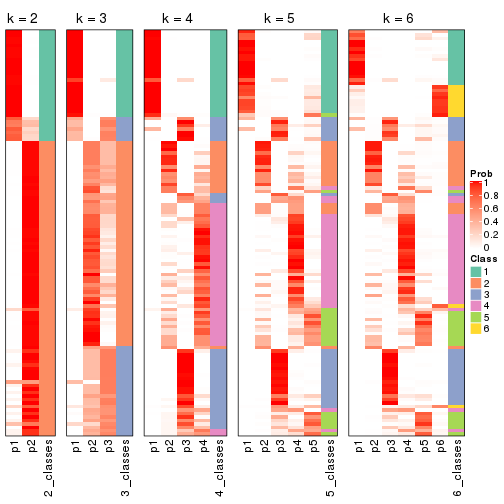 k = 2
k = 3
k = 4
k = 5
k = 6
Prob
1
0.8
0.6
0.4
0.2
0
Class
1
2
3
4
5
6
p1
p2
2_classes
p1
p2
p3
3_classes
p1
p2
p3
p4
4_classes
p1
p2
p3
p4
p5
5_classes
p1
p2
p3
p4
p5
p6
6_classes